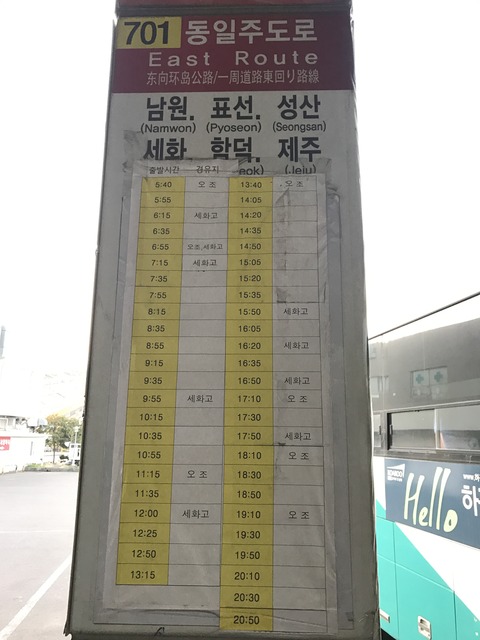 701 동일주도로
East Route
东向环岛公路/一周道路東回り路線
남원. 표선. 성산
(Namwon) (Pyoseon) (Seongsan)
세화 함덕. 제주
eok) (Jeju)
출발시간 경유지
5:40 오 조 13:40 오 조
5:55 14:05
6:15 세화고 14:20
6:35 14:35
6:55 오조,세화고 14:50
7:15 세화고 15:05
7:35 15:20
7:55 15:35
8:15 15:50 세화고
8:35 16:05
8:55 16:20 세화고
9:15 16:35
9:35 16:50 세화고
9:55 세화고 17:10 오 조
10:15 17:30
10:35 17:50 세화고
10:55 18:10 오 조
11:15 오 조 18:30
11:35 18:50
12:00 세화고 19:10 오 조
12:25 19:30
12:50 19:50
13:15 20:10
20:30
20:50
Hello
하